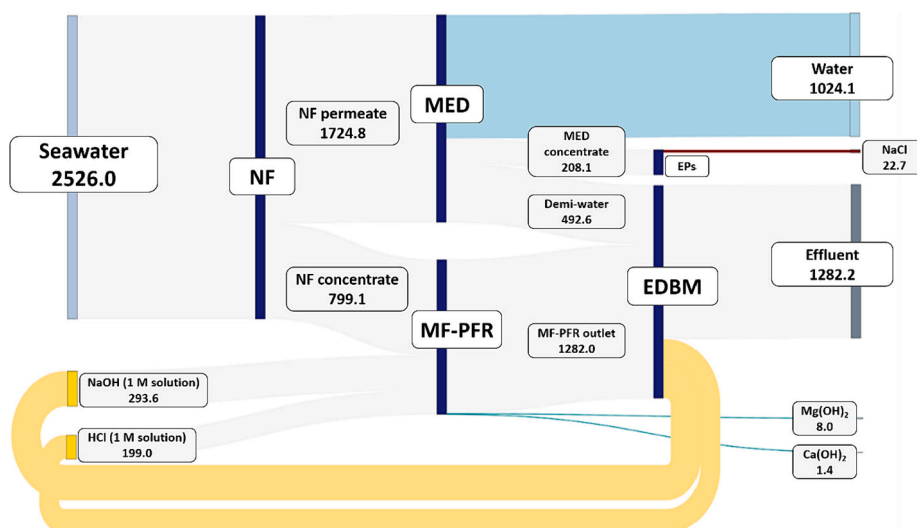 Seawater
2526.0
NF
NF permeate
1724.8
NF concentrate
799.1
MED
MF-PFR
MED
concentrate
208.1
Demi-water
492.6
MF-PFR outlet
1282.0
EPs
EDBM
Water
1024.1
NaCl
22.7
Effluent
1282.2
NaOH (1 M solution)
293.6
HCl (1 M solution)
199.0
Mg(OH)₂
8.0
Ca(OH)₂
1.4